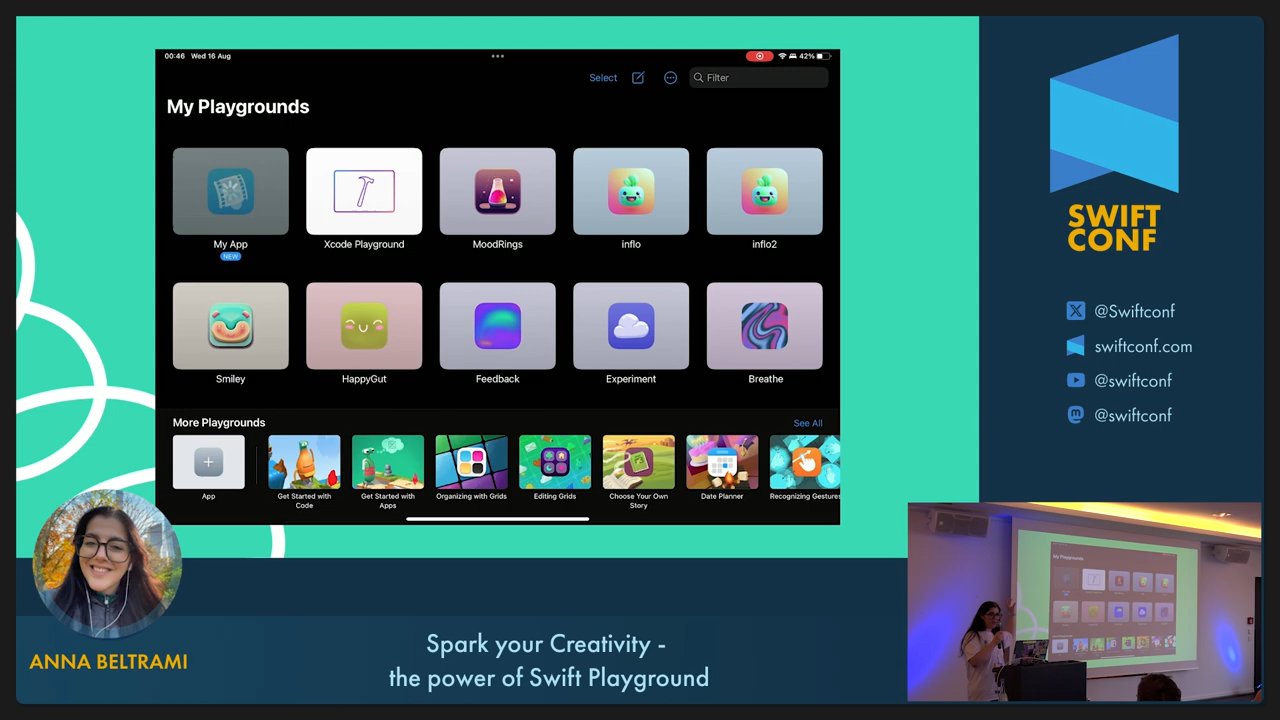 00:46 Wed 16 Aug
42%
Select
Filter
My Playgrounds
My App
NEW
Xcode Playground
MoodRings
inflo
inflo2
Smiley
HappyGut
Feedback
Experiment
Breathe
More Playgrounds
See All
App
Get Started with
Code
Get Started with
Apps
Organizing with Grids
Editing Grids
Choose Your Own
Story
Date Planner
Recognizing Gestures
SWIFT
CONF
@Swiftconf
swiftconf.com
@swiftconf
@swiftconf
ANNA BELTRAMI
Spark your Creativity -
the power of Swift Playground
My Playgrounds